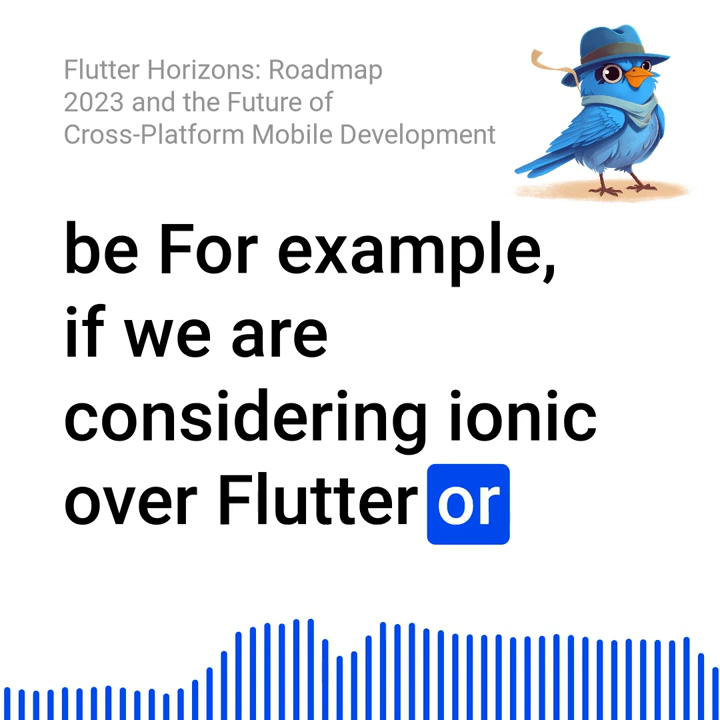 Flutter Horizons: Roadmap
2023 and the Future of
Cross-Platform Mobile Development
be For example,
if we are
considering ionic
over Flutter or